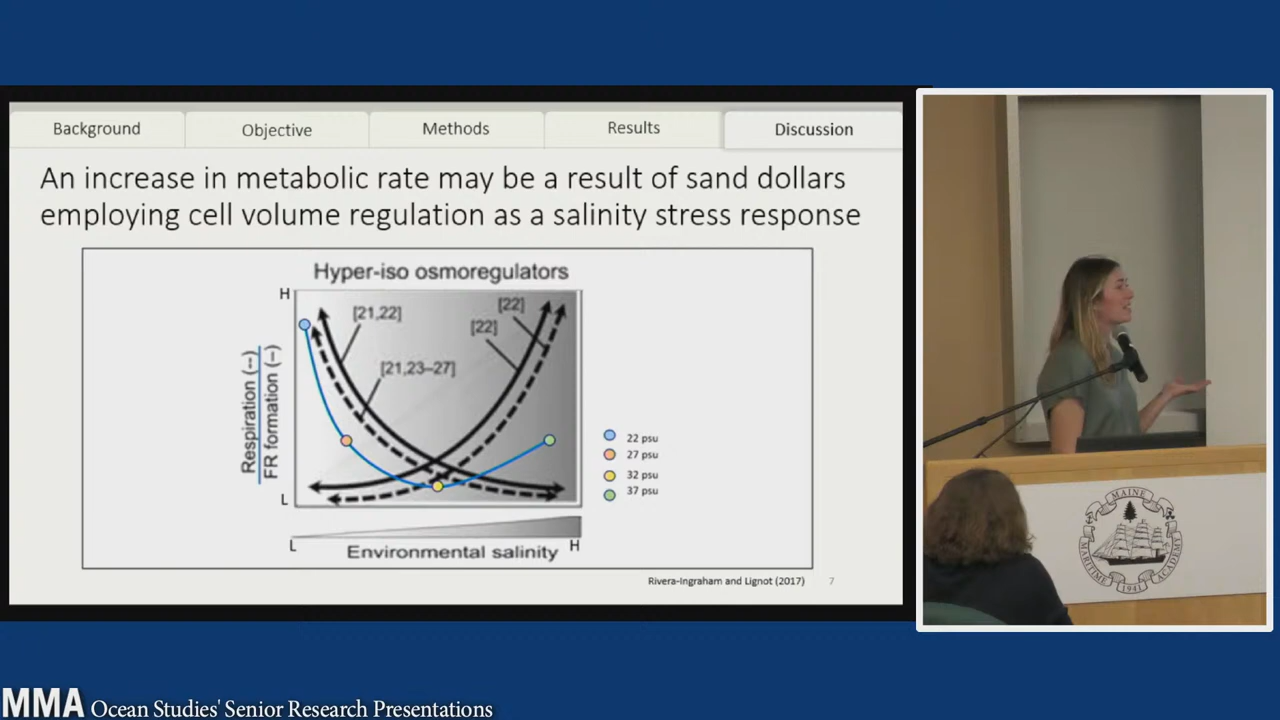 Background
Objective
Methods
Results
Discussion
An increase in metabolic rate may be a result of sand dollars
employing cell volume regulation as a salinity stress response
Hyper-iso osmoregulators
H
[21,22]
[22]
[22]
[21,23–27]
Respiration (--)
FR formation (–)
L
22 psu
27 psu
32 psu
37 psu
L
H
Environmental salinity
Rivera-Ingraham and Lignot (2017)
7
MAINE
MARITIME
ACADEMY
1941
MMA Ocean Studies' Senior Research Presentations